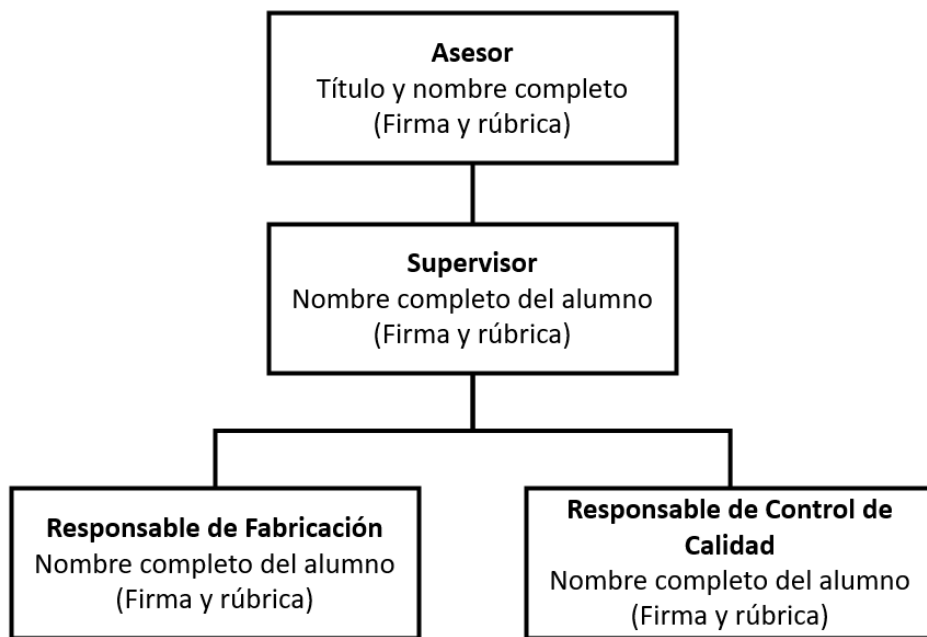 Asesor
Título y nombre completo
(Firma y rúbrica)
Supervisor
Nombre completo del alumno
(Firma y rúbrica)
Responsable de Fabricación
Nombre completo del alumno
(Firma y rúbrica)
Responsable de Control de
Calidad
Nombre completo del alumno
(Firma y rúbrica)